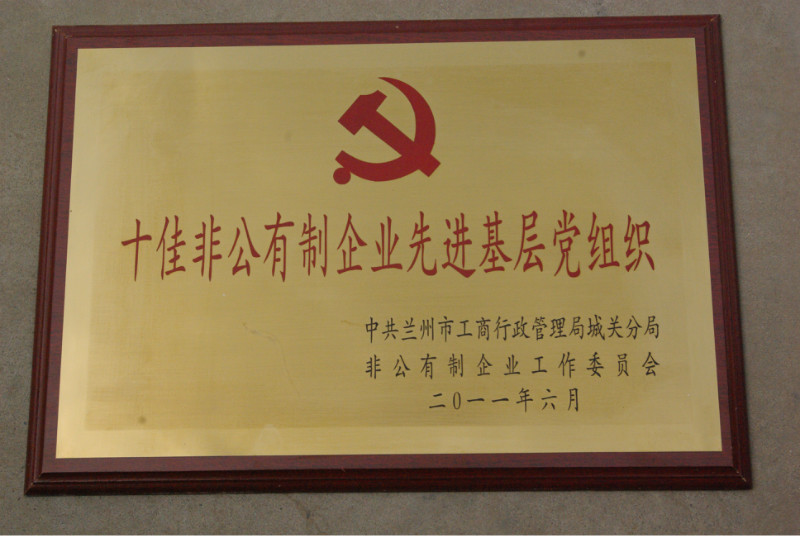 十佳非公有制企业先进基层党组织
中共兰州市工商行政管理局城关分局
非公有制企业工作委员会
二0一一年六月